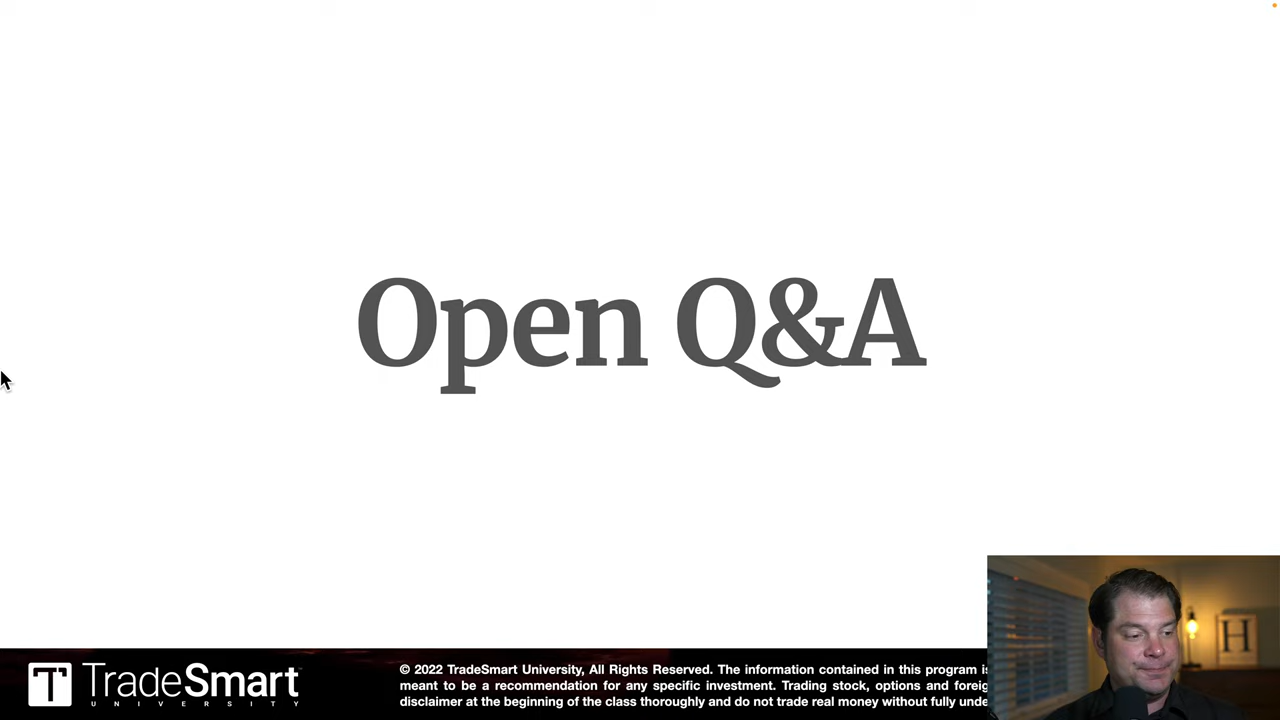 Open Q&A
H
TradeSmart
UNIVERSITY
© 2022 TradeSmart University, All Rights Reserved. The information contained in this program is
meant to be a recommendation for any specific investment. Trading stock, options and
disclaimer at the beginning of the class thoroughly and do not trade real money without fully